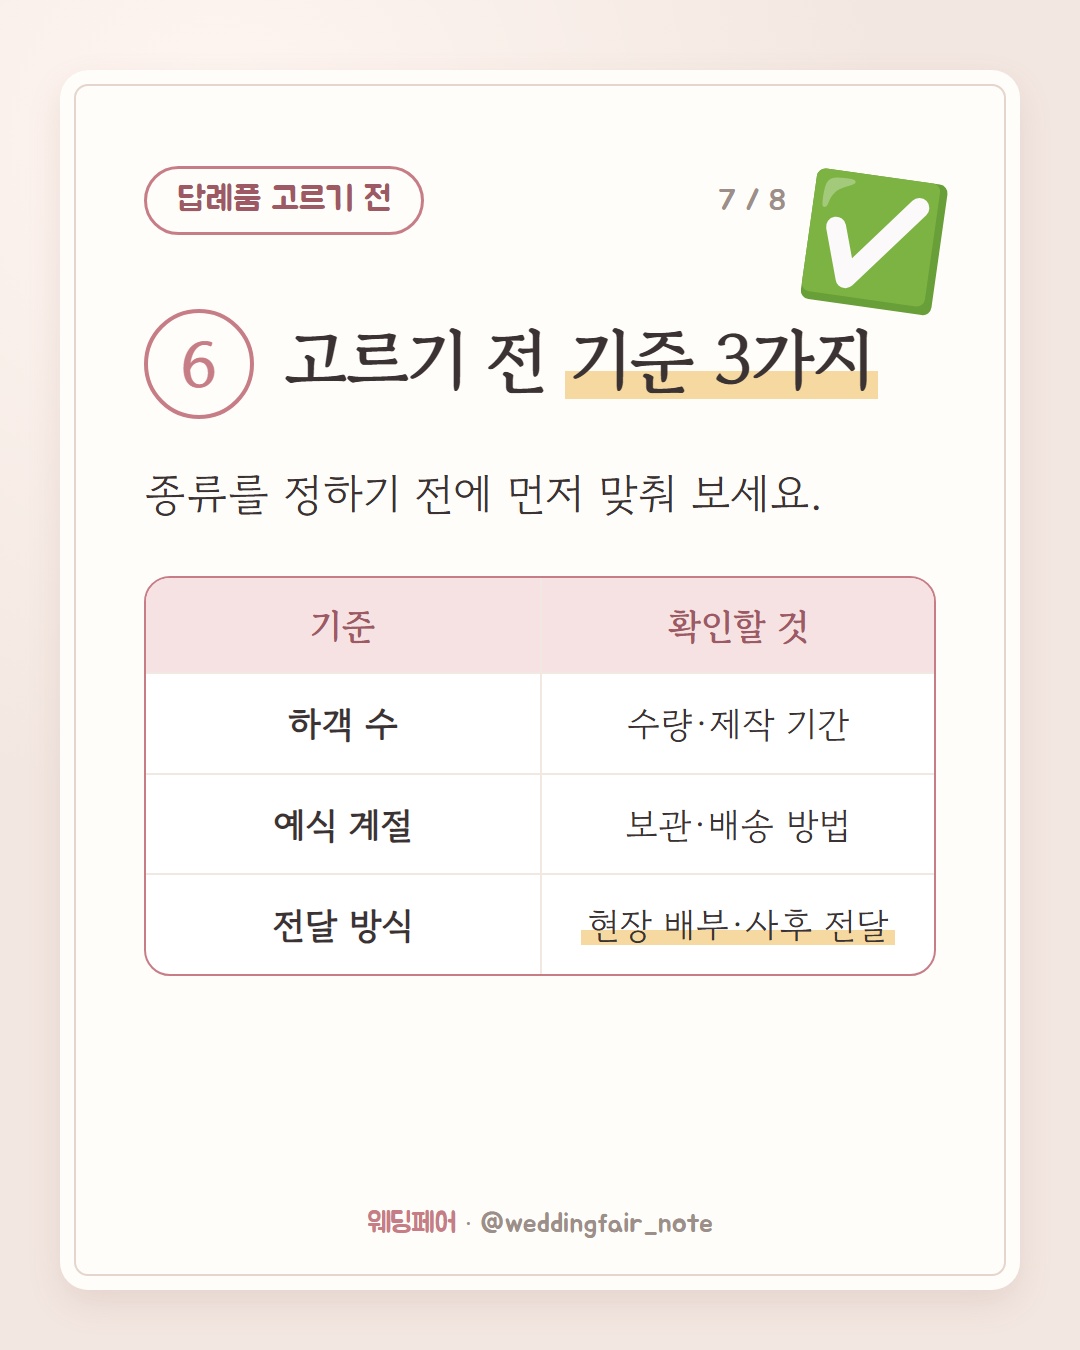 답례품 고르기 전
7 / 8
6 고르기 전 기준 3가지
종류를 정하기 전에 먼저 맞춰 보세요.
기준 확인할 것
하객 수 수량·제작 기간
예식 계절 보관·배송 방법
전달 방식 현장 배부·사후 전달
웨딩페어 · @weddingfair_note